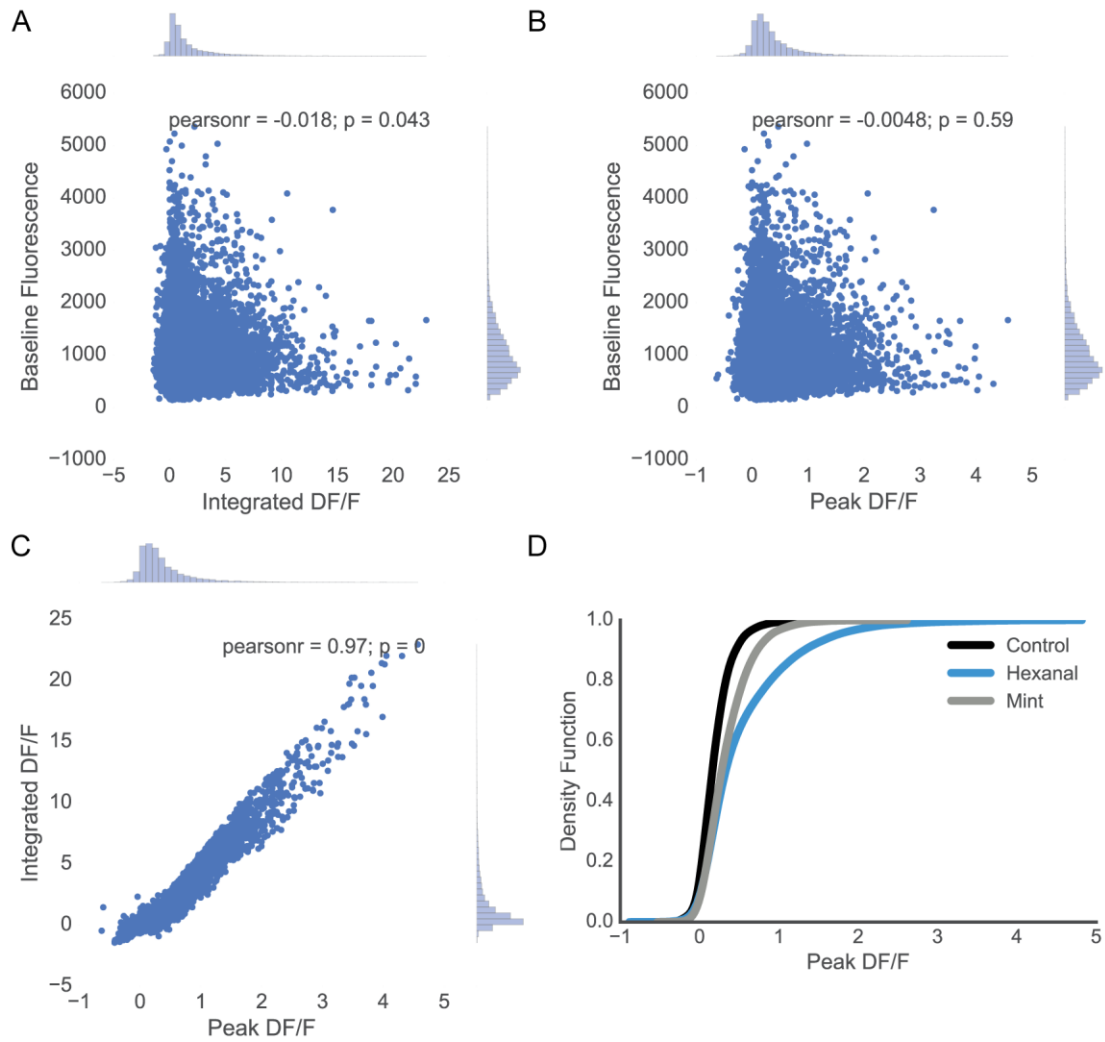 A
6000
5000
4000
3000
2000
1000
0
−1000
Baseline Fluorescence
pearsonr = -0.018; p = 0.043
−5 0 5 10 15 20 25
Integrated DF/F
B
6000
5000
4000
3000
2000
1000
0
−1000
Baseline Fluorescence
pearsonr = -0.0048; p = 0.59
−1 0 1 2 3 4 5
Peak DF/F
C
25
20
15
10
5
0
−5
Integrated DF/F
pearsonr = 0.97; p = 0
−1 0 1 2 3 4 5
Peak DF/F
D
1.0
0.8
0.6
0.4
0.2
0.0
Density Function
Control
Hexanal
Mint
−1 0 1 2 3 4 5
Peak DF/F